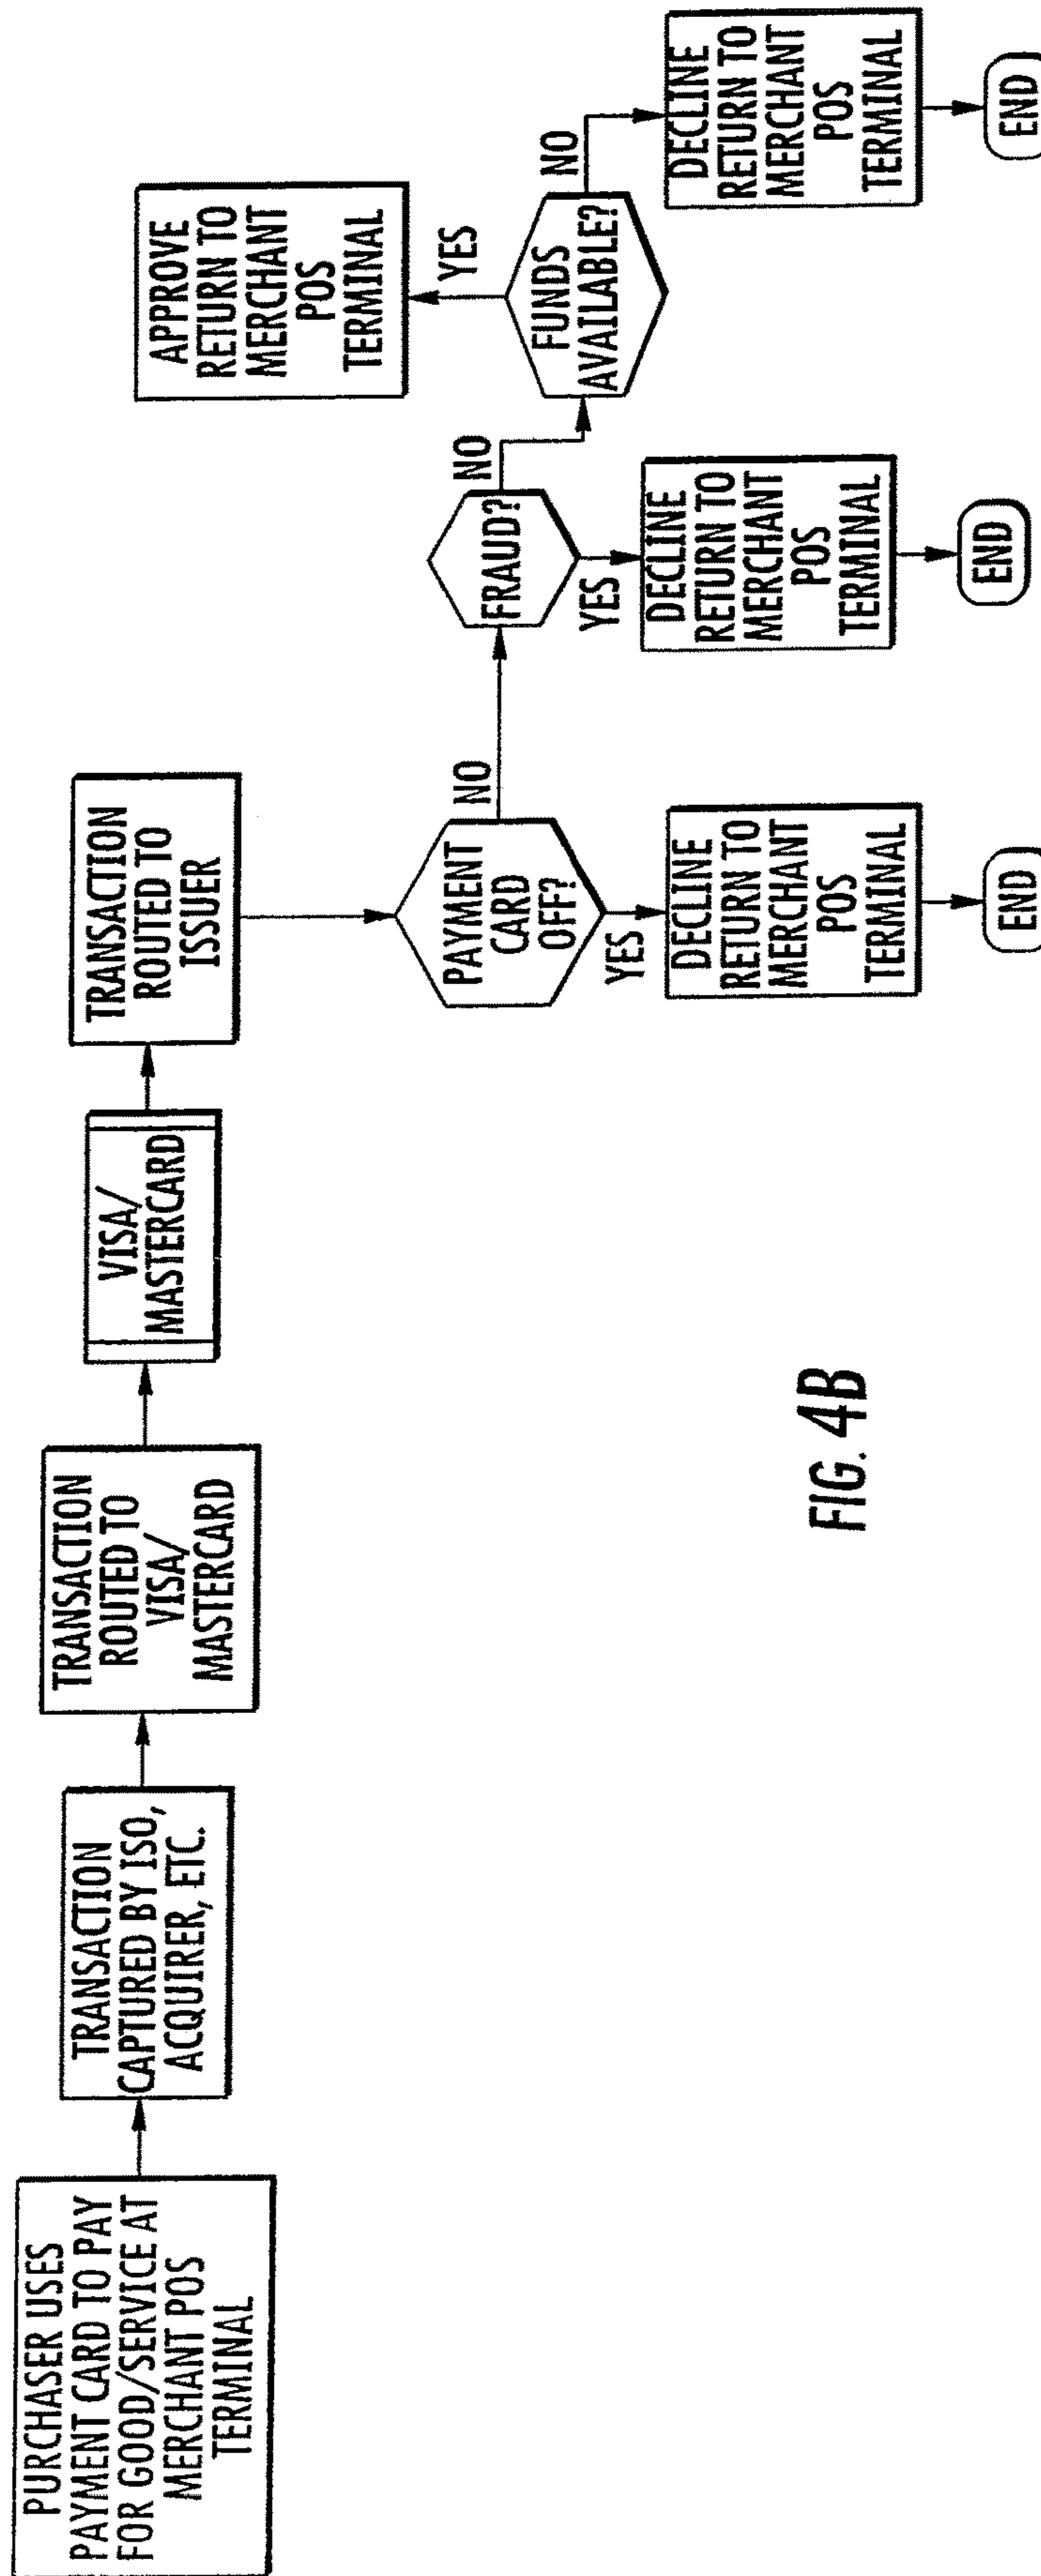 PURCHASER USES
PAYMENT CARD TO PAY
FOR GOOD/SERVICE AT
MERCHANT POS
TERMINAL
TRANSACTION
CAPTURED BY ISO,
ACQUIRER, ETC.
TRANSACTION
ROUTED TO
VISA/
MASTERCARD
VISA/
MASTERCARD
TRANSACTION
ROUTED TO
ISSUER
PAYMENT
CARD
OFF?
NO
YES
DECLINE
RETURN TO
MERCHANT
POS
TERMINAL
END
FRAUD?
NO
YES
DECLINE
RETURN TO
MERCHANT
POS
TERMINAL
END
FUNDS
AVAILABLE?
YES
APPROVE
RETURN TO
MERCHANT
POS
TERMINAL
NO
DECLINE
RETURN TO
MERCHANT
POS
TERMINAL
END
FIG. 4B